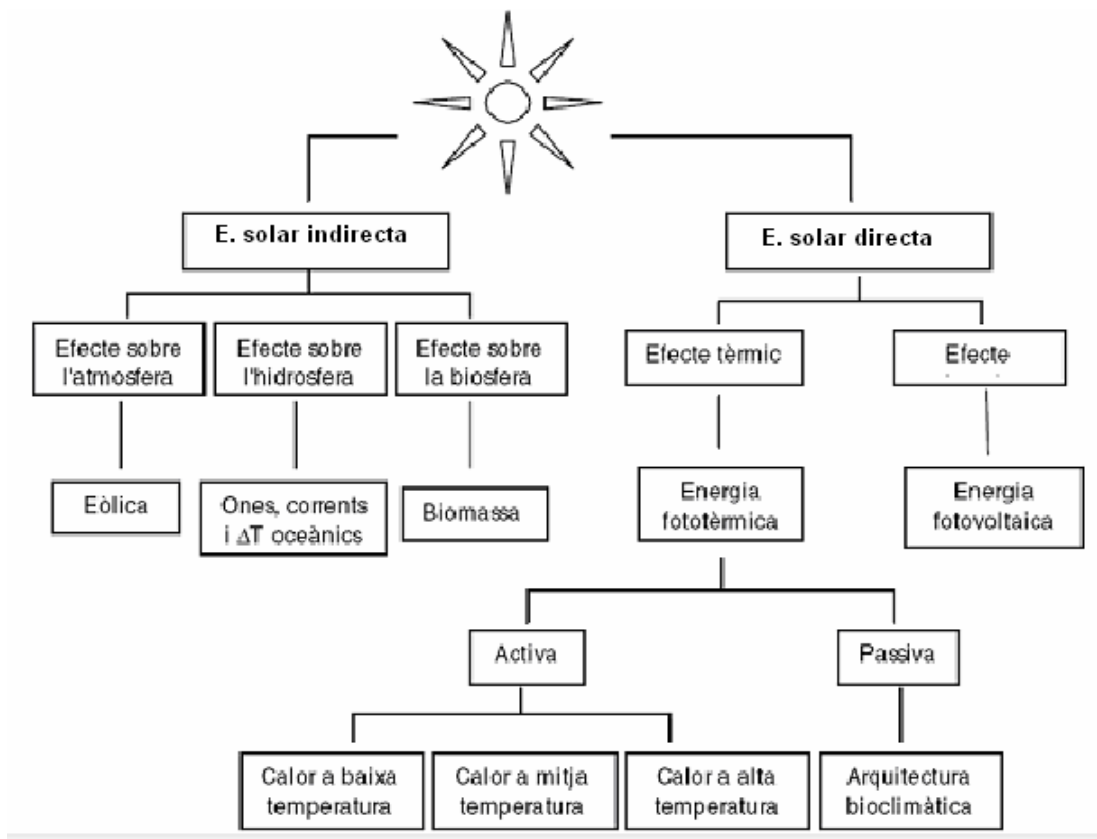 E. solar indirecta
E. solar directa
Efecte sobre
l'atmosfera
Efecte sobre
l'hidrosfera
Efecte sobre
la biosfera
Efecte tèrmic
Efecte
Eòlica
Ones, corrents
i ΔT oceànics
Biomassa
Energia
fototèrmica
Energia
fotovoltaica
Activa
Passiva
Calor a baixa
temperatura
Calor a mitja
temperatura
Calor a alta
temperatura
Arquitectura
bioclimàtica